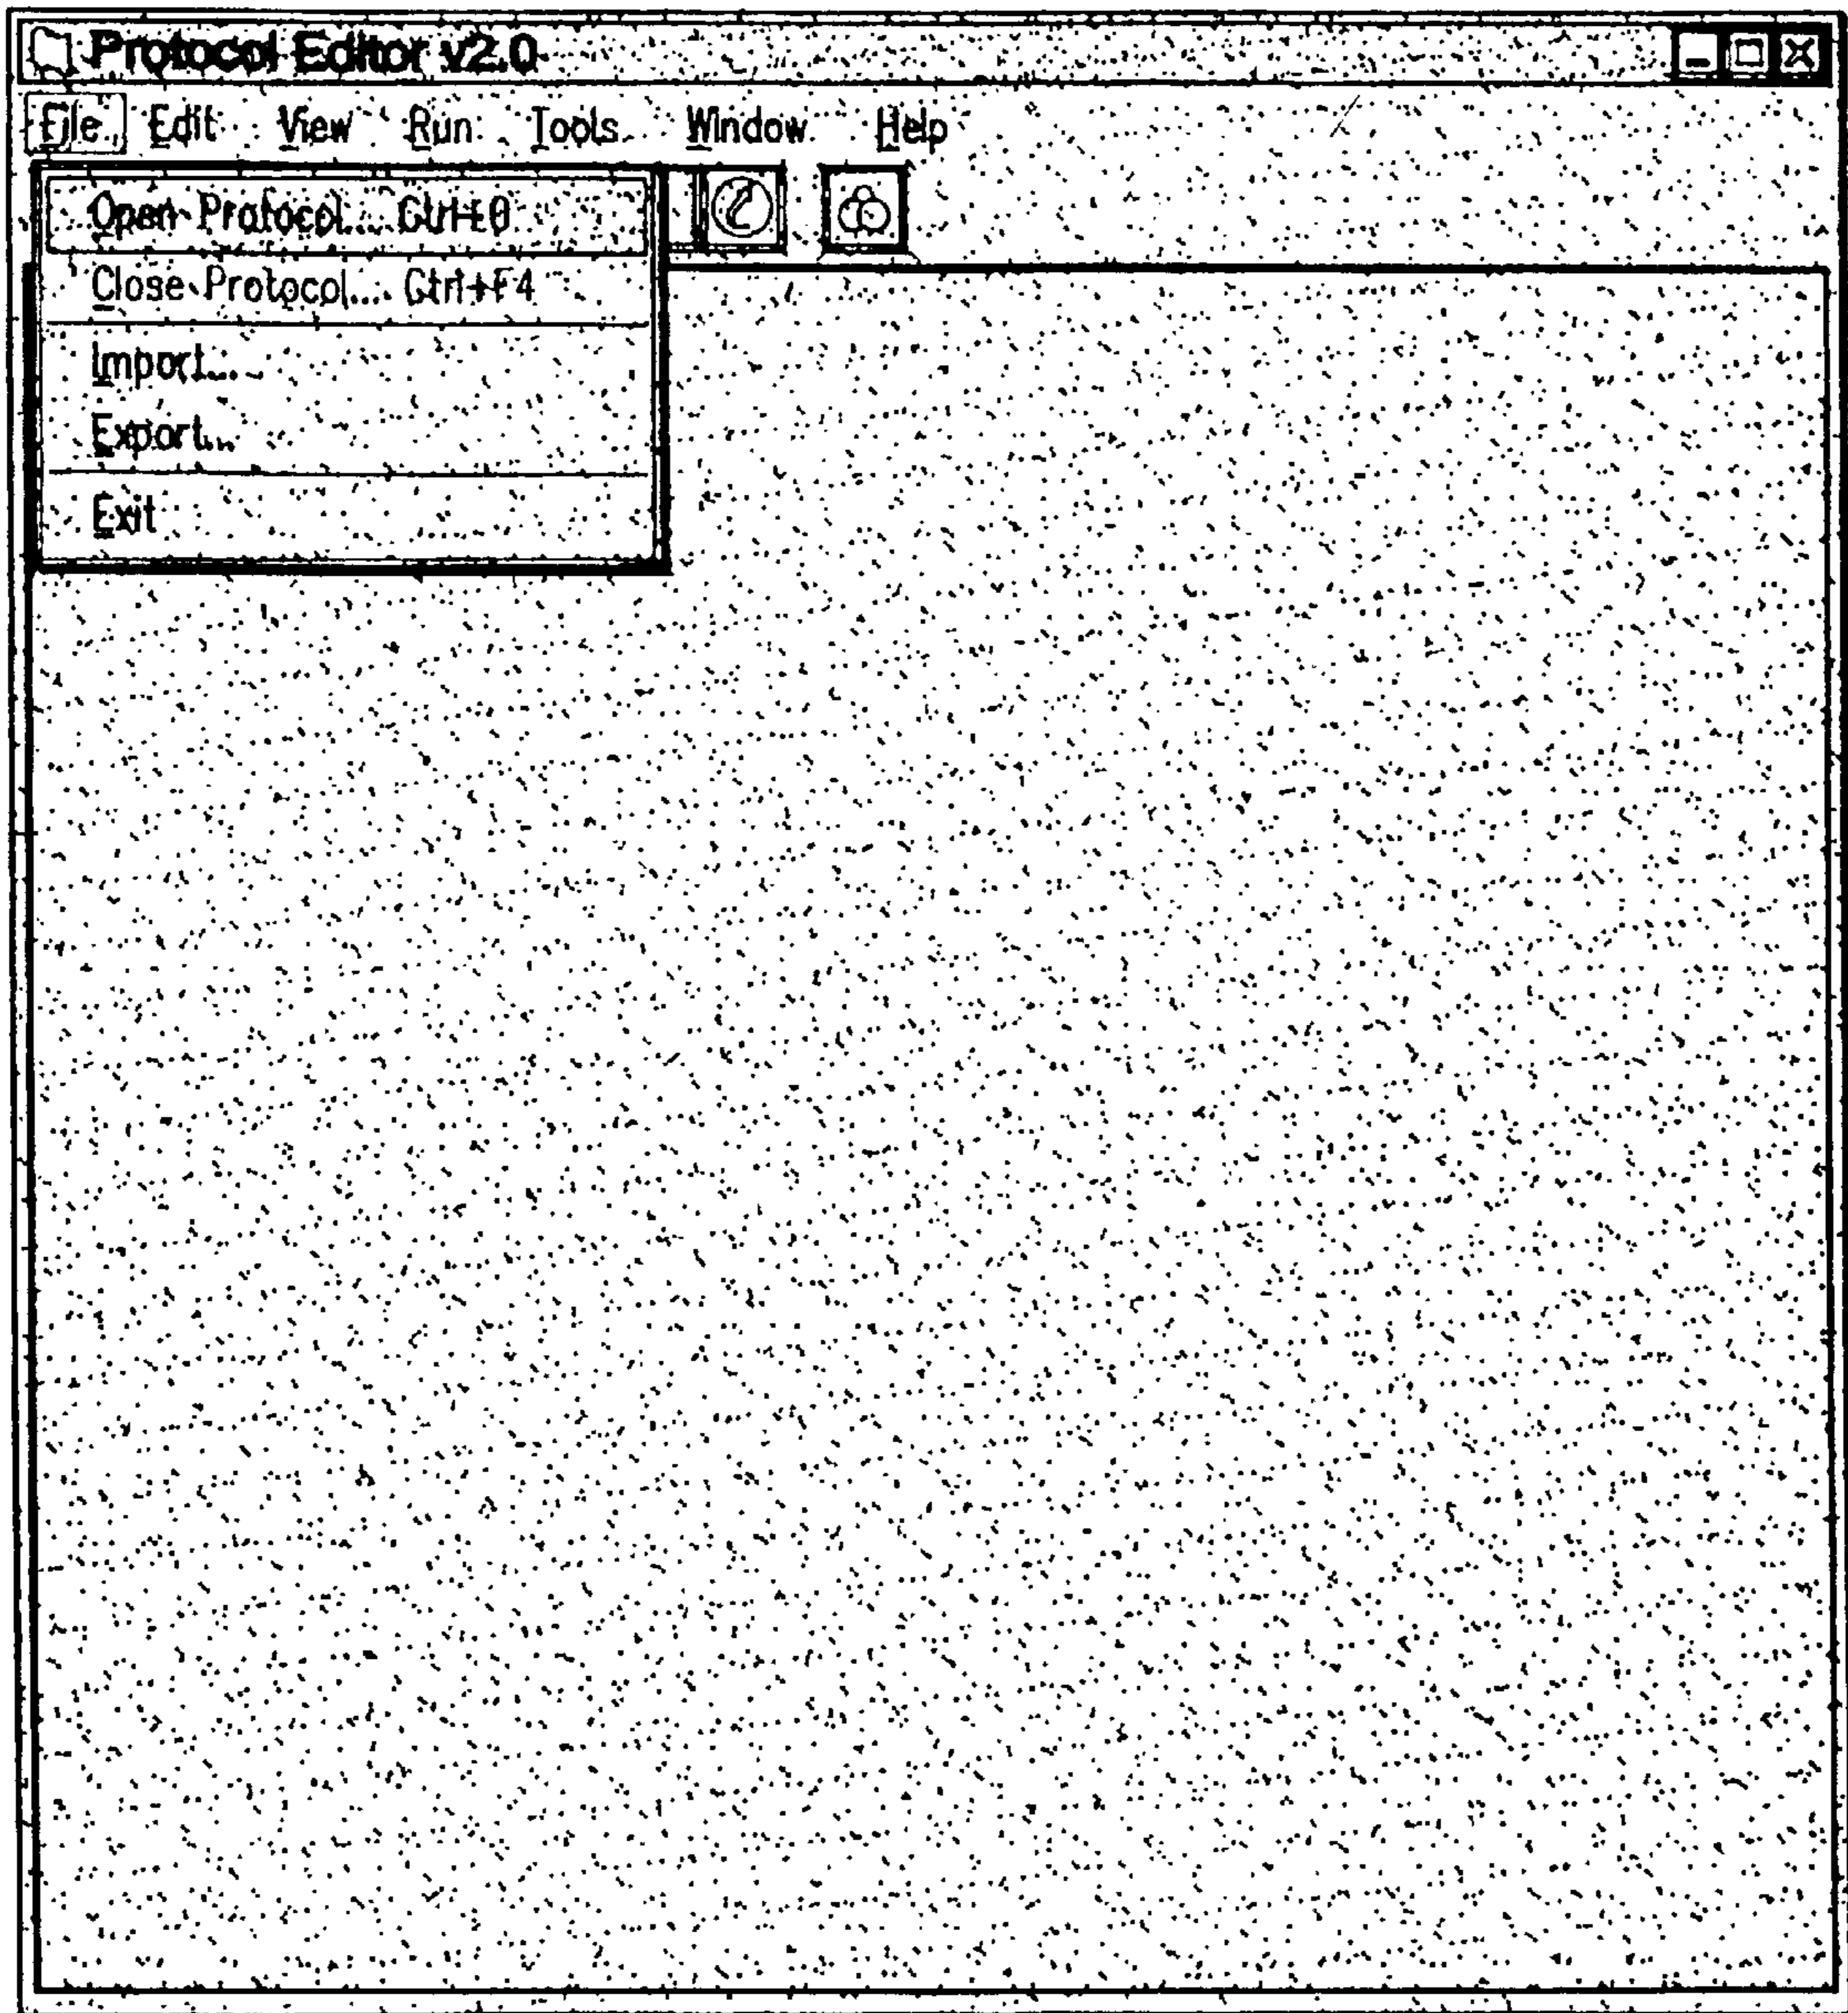 Protocol Editor v2.0
File Edit View Run Tools Window Help
Open Protocol... Ctrl+O
Close Protocol... Ctrl+F4
Import...
Export...
Exit